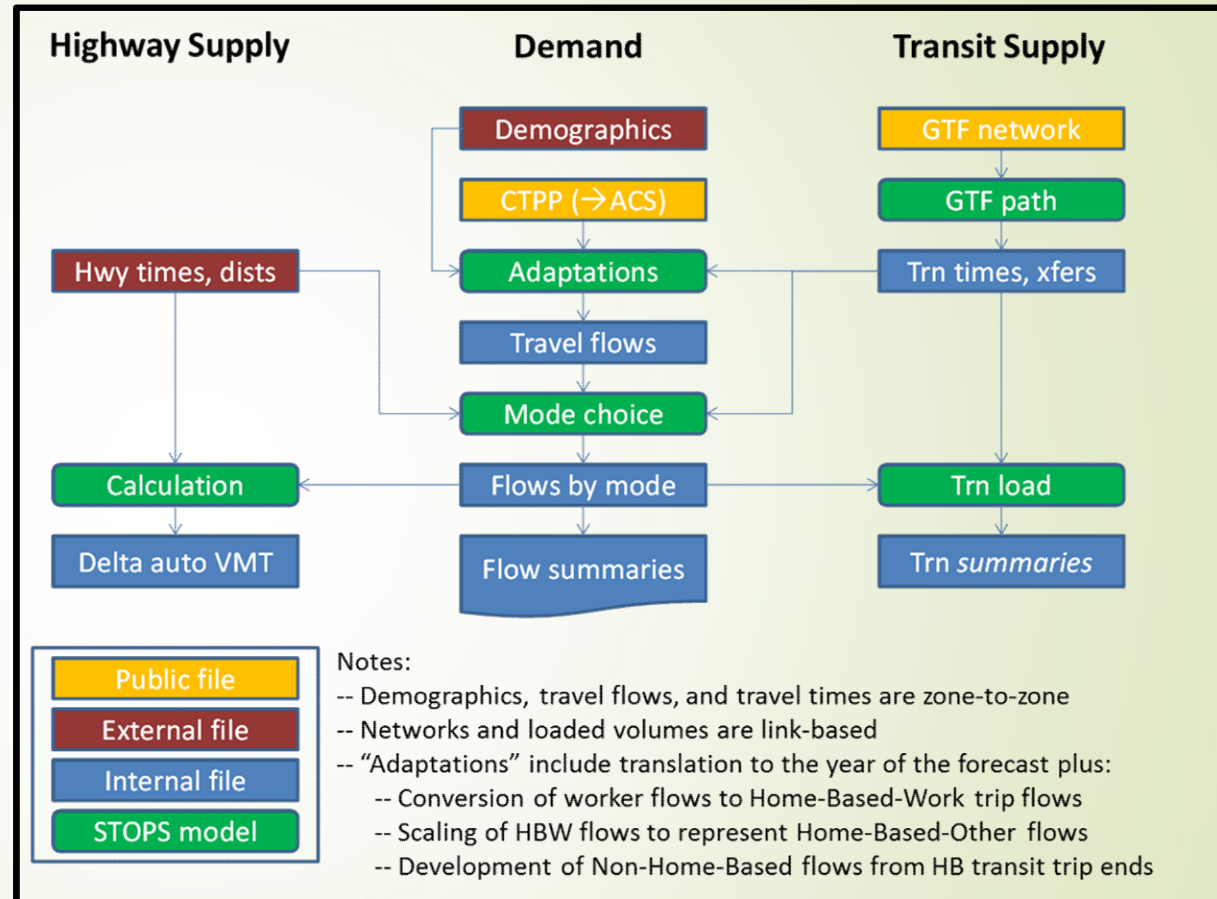 Highway Supply
Demand
Transit Supply
Demographics
GTF network
CTPP (→ACS)
GTF path
Hwy times, dists
Adaptations
Trn times, xfers
Travel flows
Mode choice
Calculation
Flows by mode
Trn load
Delta auto VMT
Flow summaries
Trn summaries
Public file
External file
Internal file
STOPS model
Notes:
-- Demographics, travel flows, and travel times are zone-to-zone
-- Networks and loaded volumes are link-based
-- “Adaptations” include translation to the year of the forecast plus:
-- Conversion of worker flows to Home-Based-Work trip flows
-- Scaling of HBW flows to represent Home-Based-Other flows
-- Development of Non-Home-Based flows from HB transit trip ends